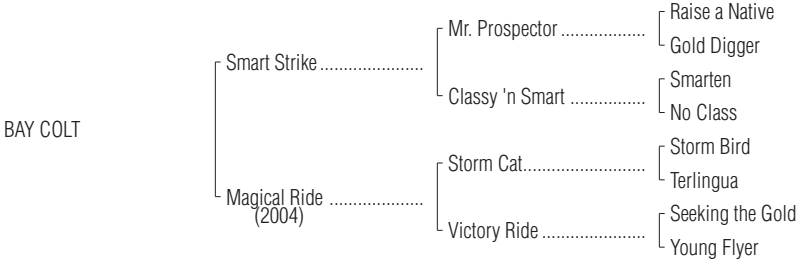 Raise a Native
Mr. Prospector ..................
Gold Digger
Smart Strike ......................
Smarten
Classy 'n Smart ................
No Class
BAY COLT
Storm Bird
Storm Cat..........................
Terlingua
Magical Ride ....................
(2004)
Seeking the Gold
Victory Ride ......................
Young Flyer